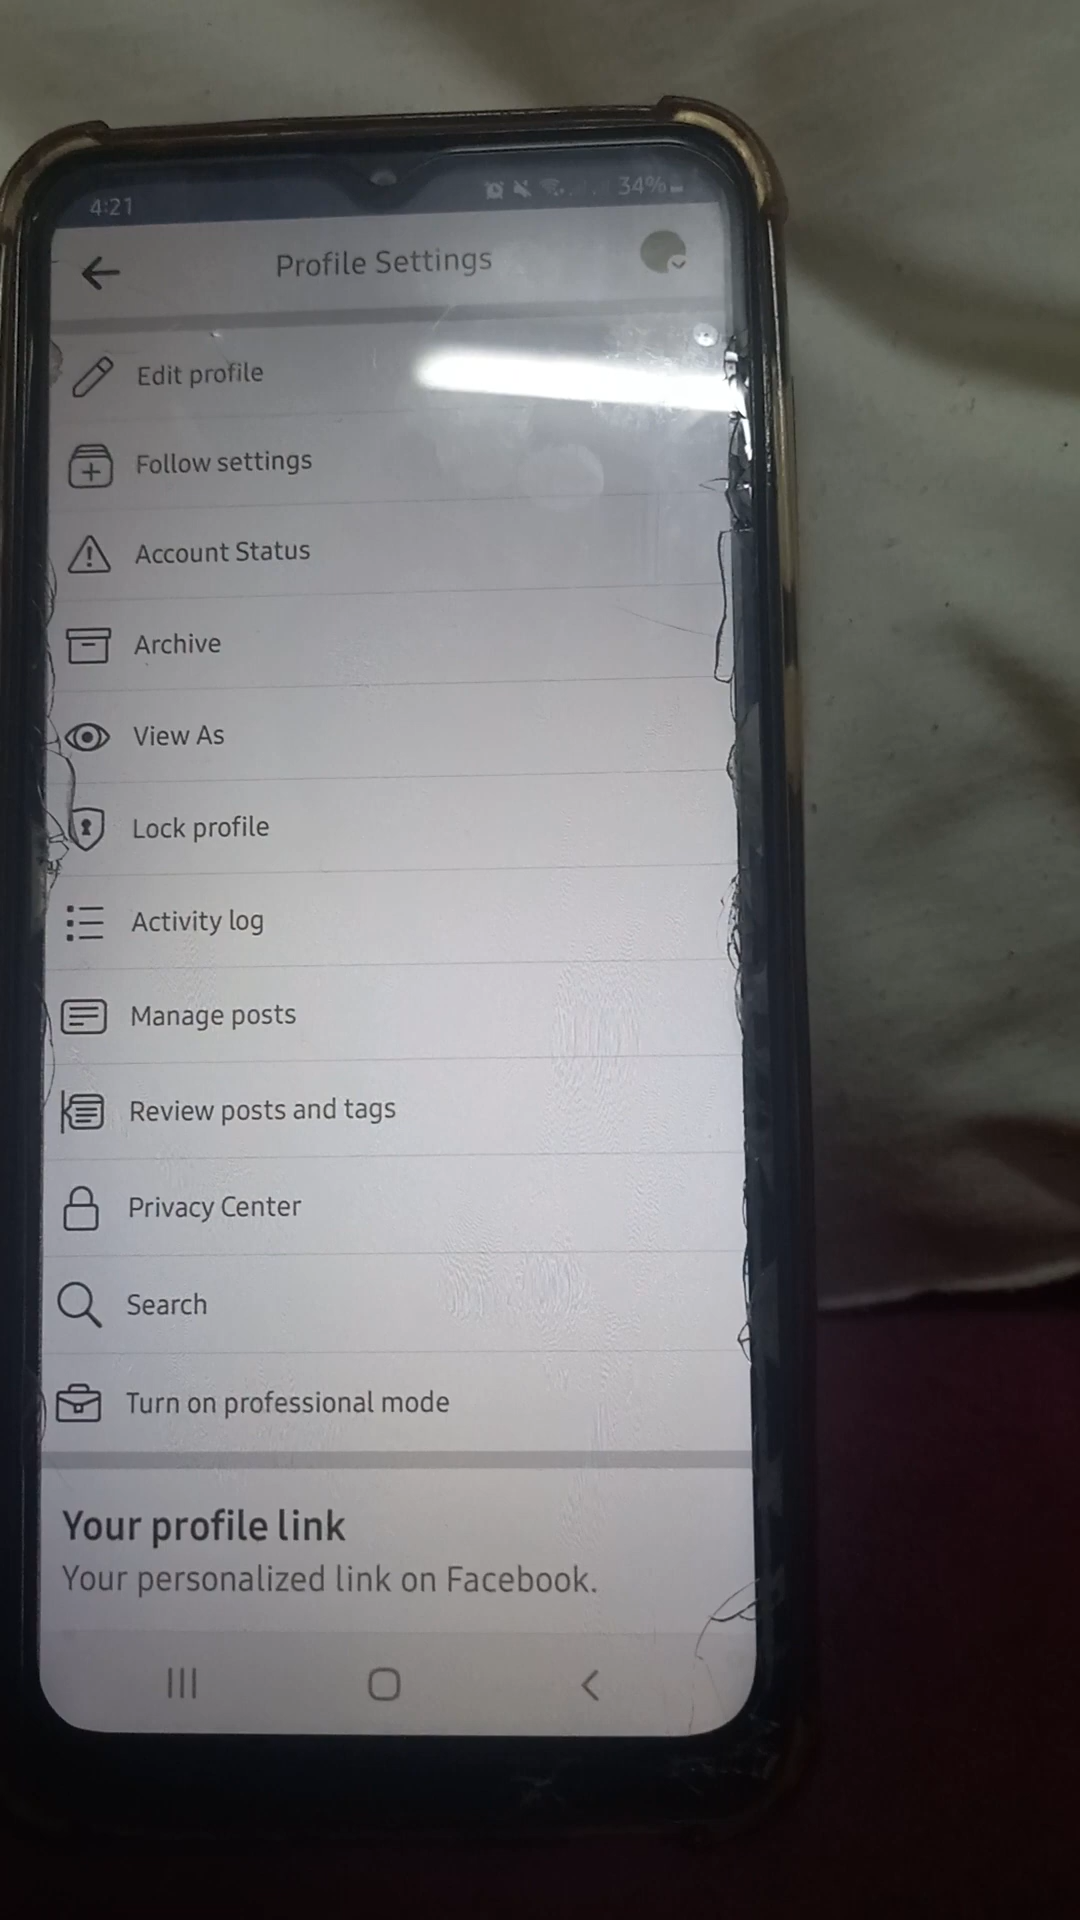 4:21
34%
Profile Settings
Edit profile
Follow settings
Account Status
Archive
View As
Lock profile
Activity log
Manage posts
Review posts and tags
Privacy Center
Search
Turn on professional mode
Your profile link
Your personalized link on Facebook.